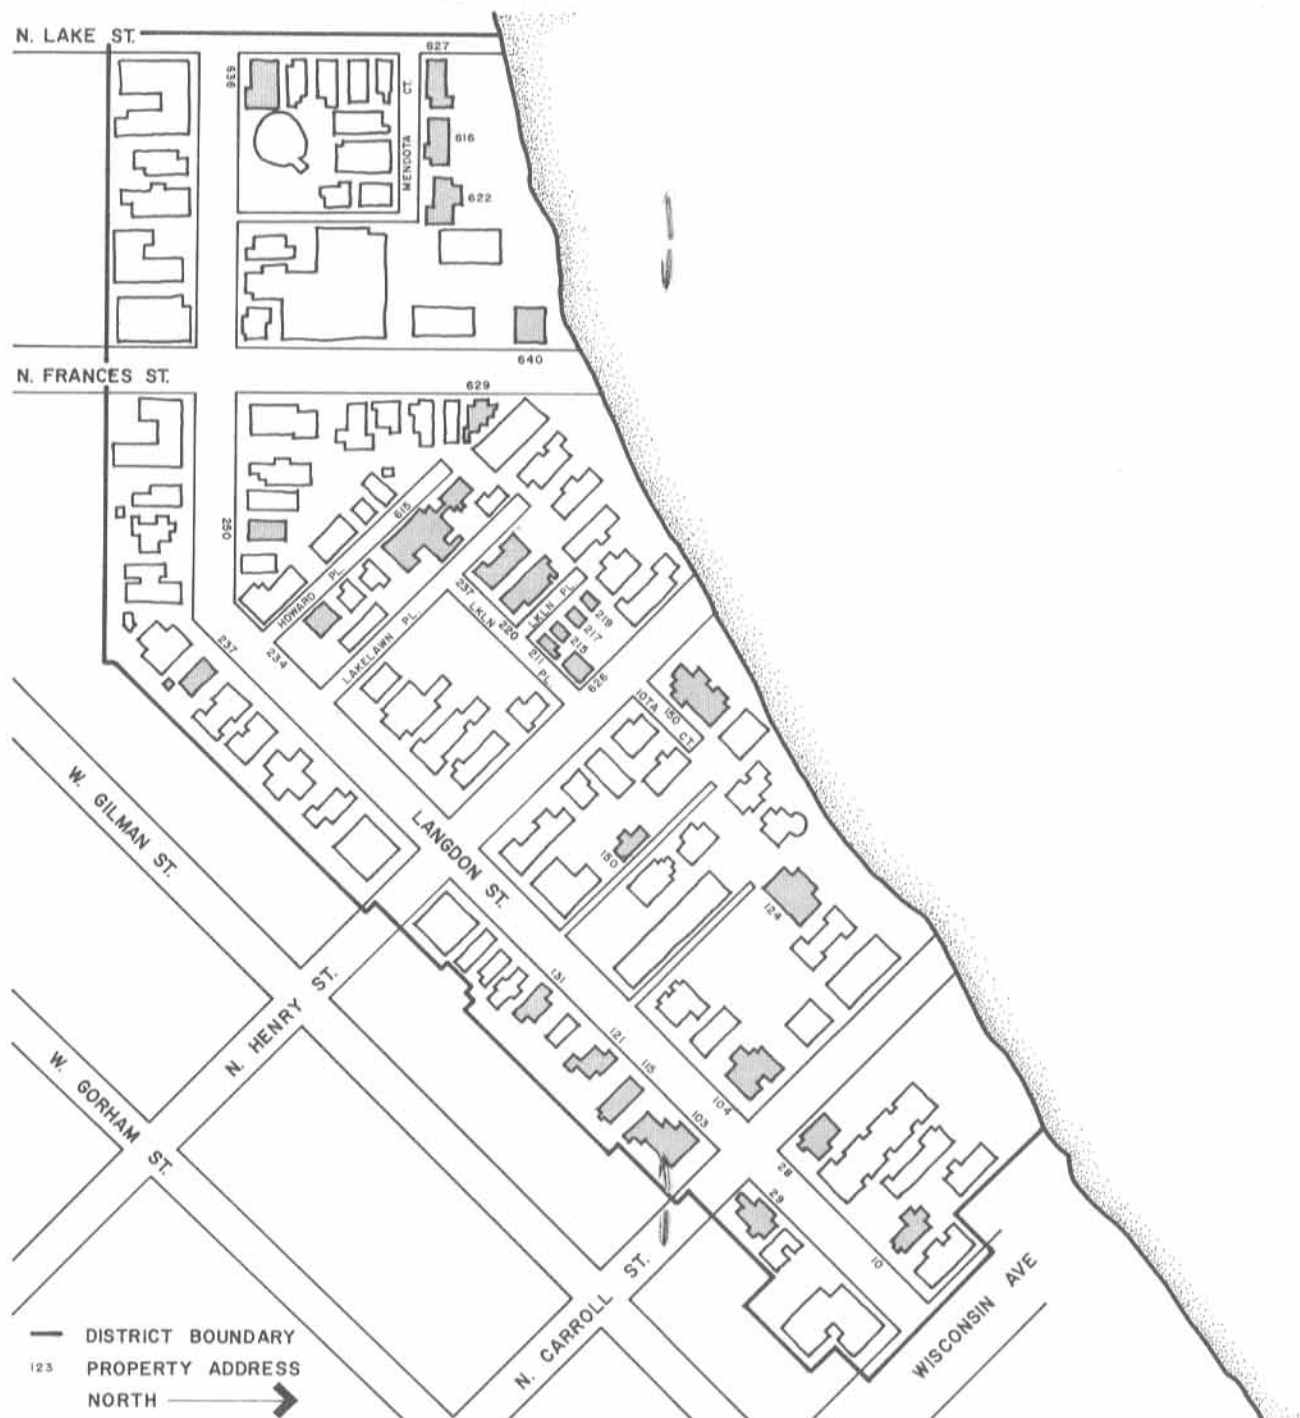 N. LAKE ST.
627
636
MENDOTA CT.
616
622
640
N. FRANCES ST.
629
250
615
HOWARD PL.
237
LKLN PL.
220
LKLN PL.
219
217
215
211
626
237
234
LAKELAWN PL.
IOTA CT.
150
W. GILMAN ST.
LANGDON ST.
150
124
N. HENRY ST.
131
121
115
103
104
W. GORHAM ST.
28
29
10
N. CARROLL ST.
WISCONSIN AVE
DISTRICT BOUNDARY
123 PROPERTY ADDRESS
NORTH